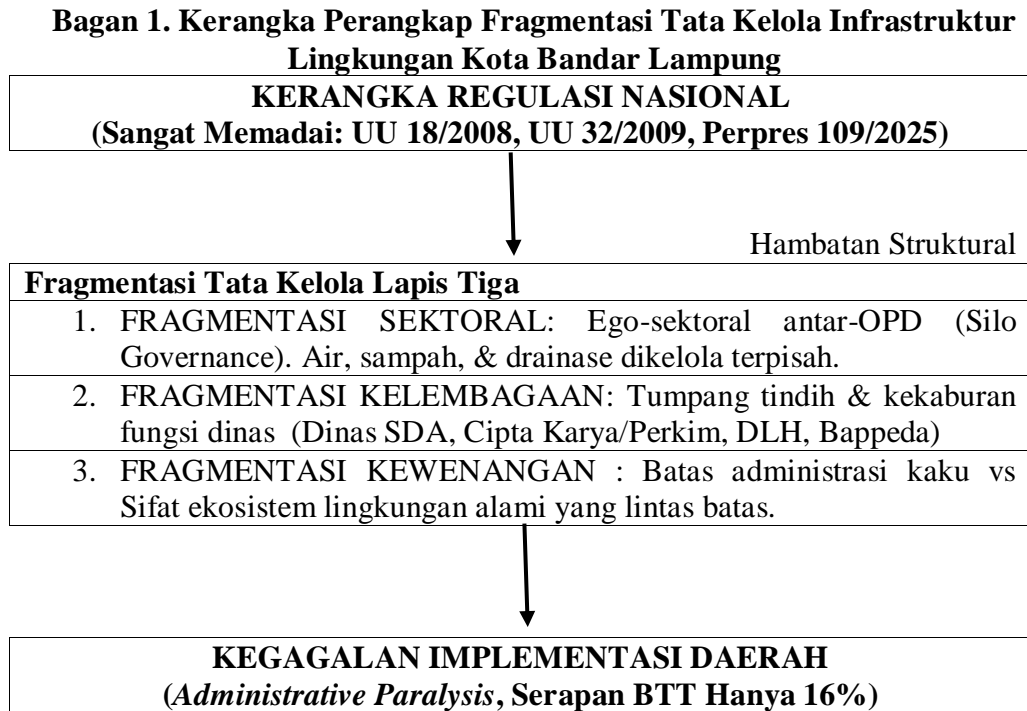 Bagan 1. Kerangka Perangkap Fragmentasi Tata Kelola Infrastruktur
Lingkungan Kota Bandar Lampung
KERANGKA REGULASI NASIONAL
(Sangat Memadai: UU 18/2008, UU 32/2009, Perpres 109/2025)
Hambatan Struktural
Fragmentasi Tata Kelola Lapis Tiga
1. FRAGMENTASI SEKTORAL: Ego-sektoral antar-OPD (Silo
Governance). Air, sampah, & drainase dikelola terpisah.
2. FRAGMENTASI KELEMBAGAAN: Tumpang tindih & kekaburan
fungsi dinas (Dinas SDA, Cipta Karya/Perkim, DLH, Bappeda)
3. FRAGMENTASI KEWENANGAN : Batas administrasi kaku vs
Sifat ekosistem lingkungan alami yang lintas batas.
KEGAGALAN IMPLEMENTASI DAERAH
(Administrative Paralysis, Serapan BTT Hanya 16%)